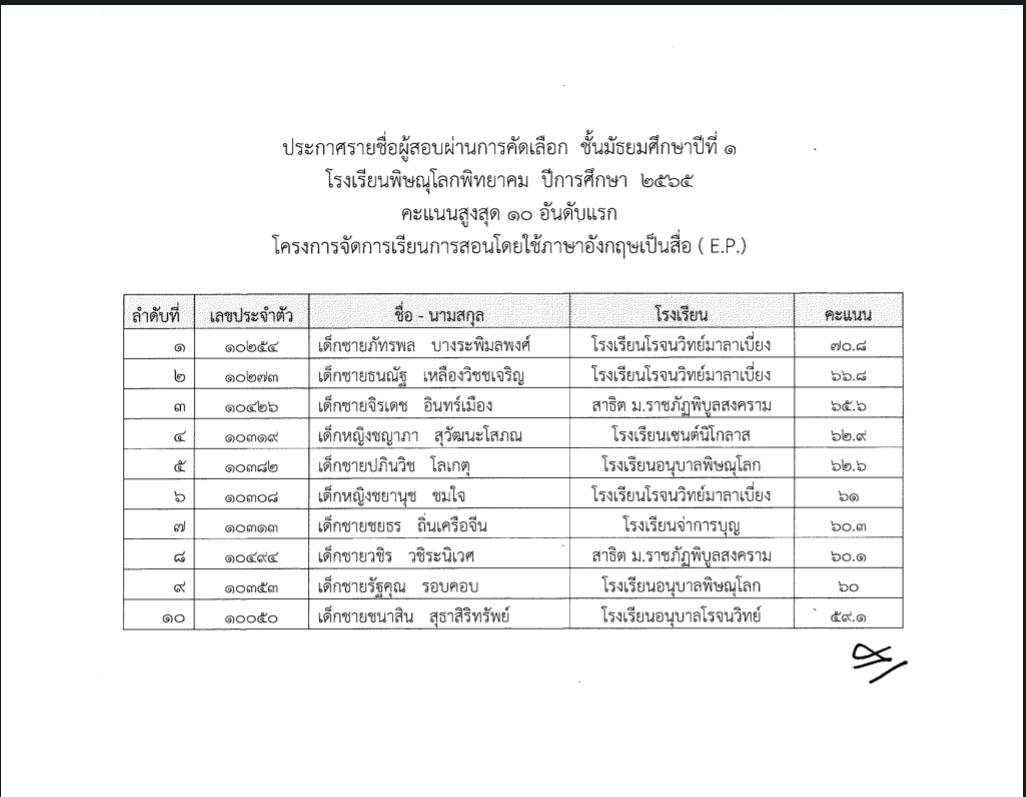 ประกาศรายชื่อผู้สอบผ่านการคัดเลือก ชั้นมัธยมศึกษาปีที่ ๑
โรงเรียนพิษณุโลกพิทยาคม ปีการศึกษา ๒๕๖๕
คะแนนสูงสุด ๑๐ อันดับแรก
โครงการจัดการเรียนการสอนโดยใช้ภาษาอังกฤษเป็นสื่อ ( E.P.)
ลำดับที่ เลขประจำตัว ชื่อ - นามสกุล โรงเรียน คะแนน
๑ ๑๐๒๕๔ เด็กชายภัทรพล บางระพิมลพงศ์ โรงเรียนโรจนวิทย์มาลาเบี่ยง ๗๐.๘
๒ ๑๐๒๗๓ เด็กชายธนณัฐ เหลืองวิชชเจริญ โรงเรียนโรจนวิทย์มาลาเบี่ยง ๖๖.๘
๓ ๑๐๔๒๖ เด็กชายจิรเดช อินทร์เมือง สาธิต ม.ราชภัฏพิบูลสงคราม ๖๕.๖
๔ ๑๐๓๑๙ เด็กหญิงชญาภา สุวัฒนะโสภณ โรงเรียนเซนต์นิโกลาส ๖๒.๙
๕ ๑๐๓๘๒ เด็กชายปภินวิช โลเกตุ โรงเรียนอนุบาลพิษณุโลก ๖๒.๖
๖ ๑๐๓๐๘ เด็กหญิงชยานุช ชมใจ โรงเรียนโรจนวิทย์มาลาเบี่ยง ๖๑
๗ ๑๐๓๑๓ เด็กชายชยธร ถิ่นเครือจีน โรงเรียนจ่าการบุญ ๖๐.๓
๘ ๑๐๔๙๔ เด็กชายวชิร วชิระนิเวศ สาธิต ม.ราชภัฏพิบูลสงคราม ๖๐.๑
๙ ๑๐๓๕๓ เด็กชายรัฐคุณ รอบคอบ โรงเรียนอนุบาลพิษณุโลก ๖๐
๑๐ ๑๐๐๕๐ เด็กชายชนาสิน สุธาสิริทรัพย์ โรงเรียนอนุบาลโรจนวิทย์ ๕๙.๑